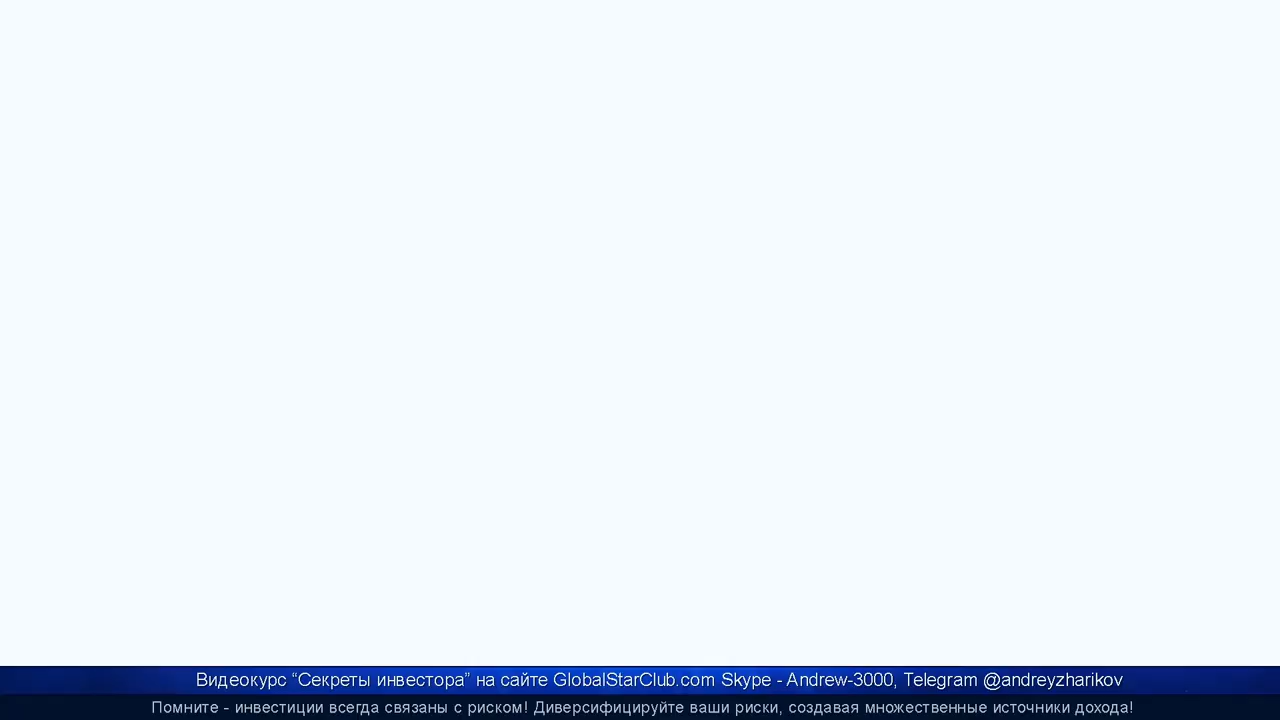 Видеокурс “Секреты инвестора” на сайте GlobalStarClub.com Skype - Andrew-3000, Telegram @andreyzharikov
Помните - инвестиции всегда связаны с риском! Диверсифицируйте ваши риски, создавая множественные источники дохода!